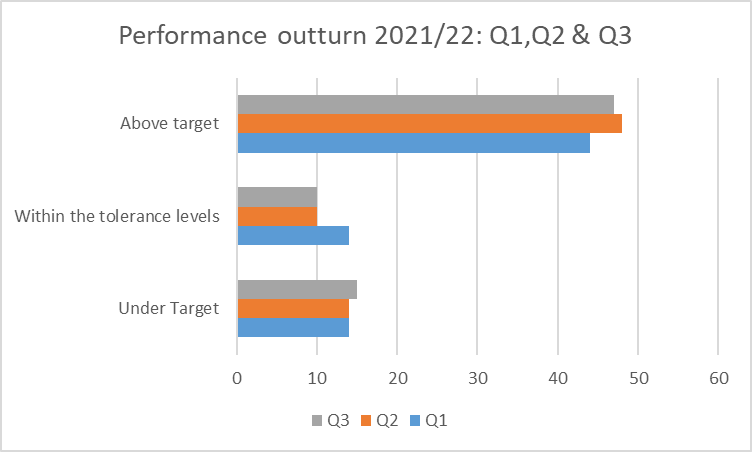 Performance outturn 2021/22: Q1,Q2 & Q3
Above target
Within the tolerance levels
Under Target
0 10 20 30 40 50 60
Q3 Q2 Q1